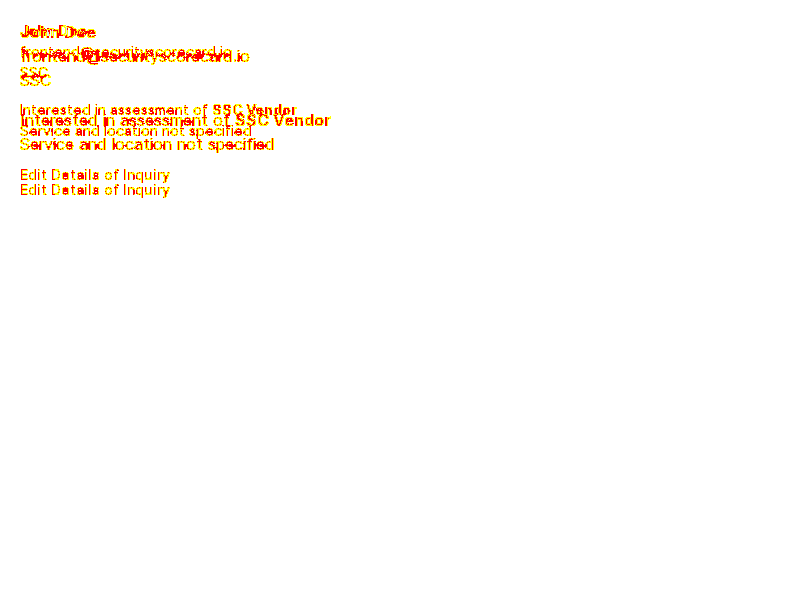 John Doe
John Doe
frontend@securityscorecard.io
frontend@securityscorecard.io
SSC
SSC
Interested in assessment of SSC Vendor
Interested in assessment of SSC Vendor
Service and location not specified
Service and location not specified
Edit Details of Inquiry
Edit Details of Inquiry